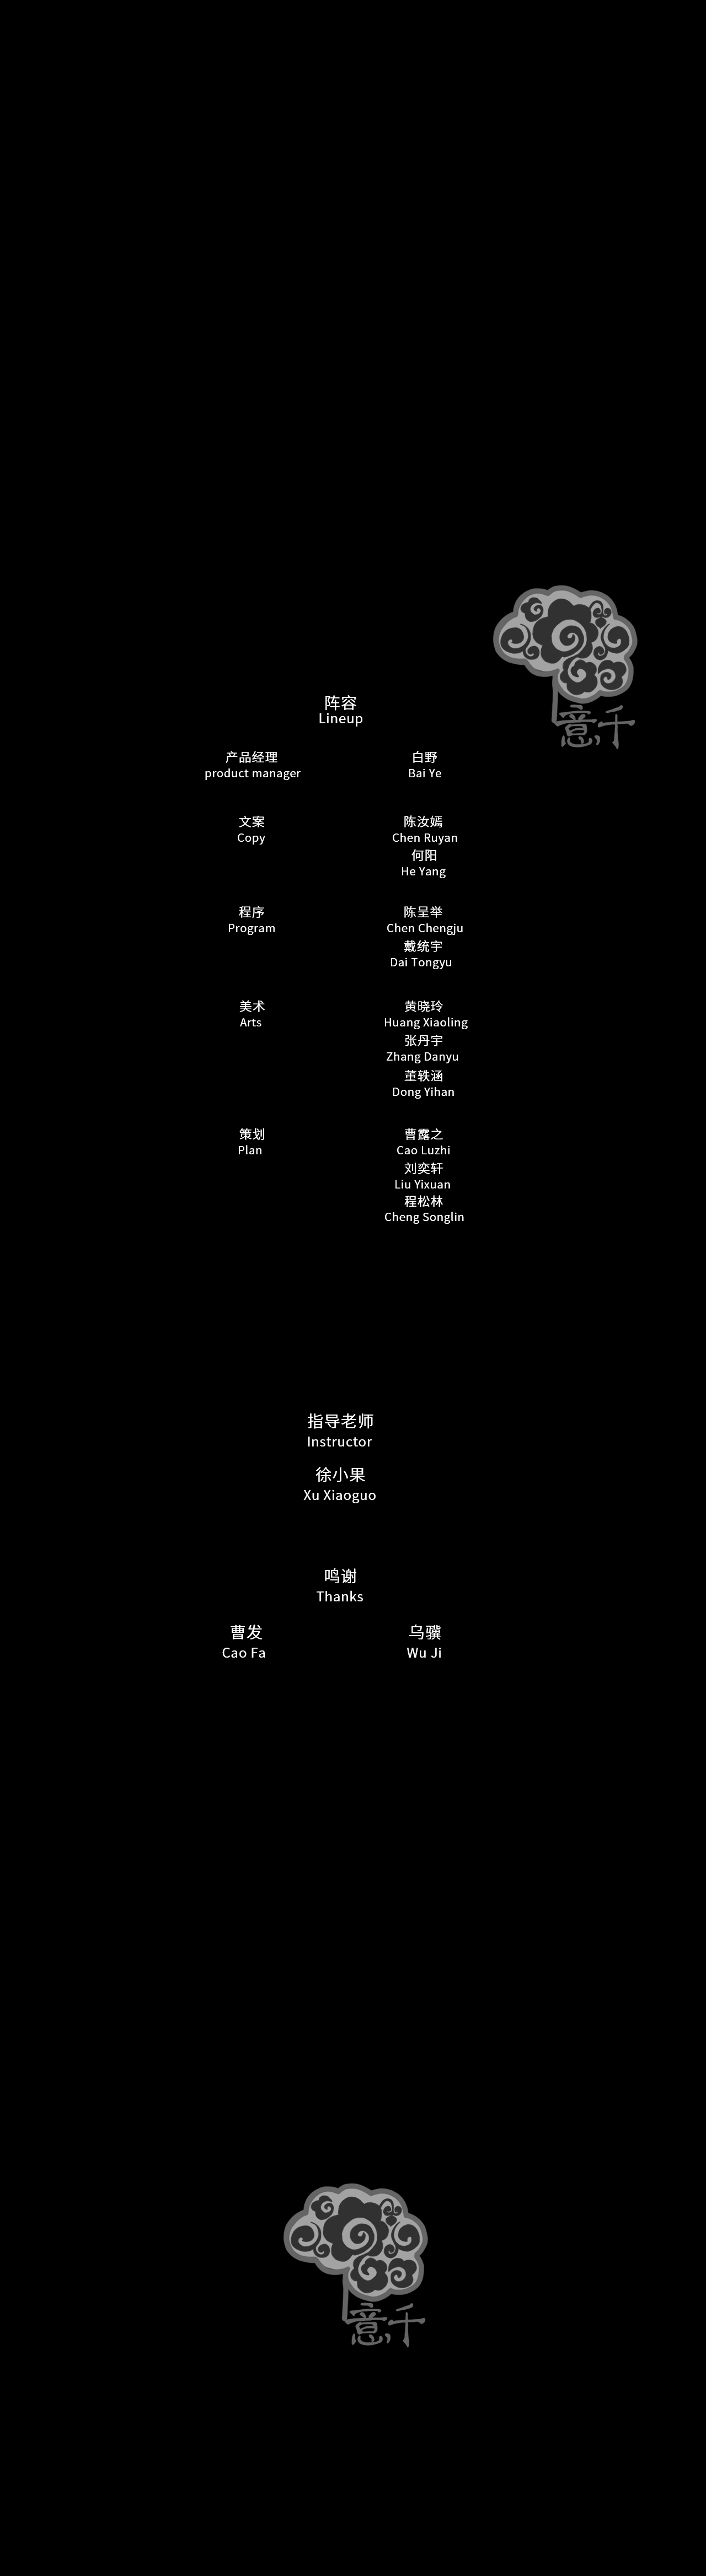 意千
阵容
Lineup
产品经理 白野
product manager Bai Ye
文案 陈汝嫣
Copy Chen Ruyan
何阳
He Yang
程序 陈呈举
Program Chen Chengju
戴统宇
Dai Tongyu
美术 黄晓玲
Arts Huang Xiaoling
张丹宇
Zhang Danyu
董轶涵
Dong Yihan
策划 曹露之
Plan Cao Luzhi
刘奕轩
Liu Yixuan
程松林
Cheng Songlin
指导老师
Instructor
徐小果
Xu Xiaoguo
鸣谢
Thanks
曹发 乌骥
Cao Fa Wu Ji
意千